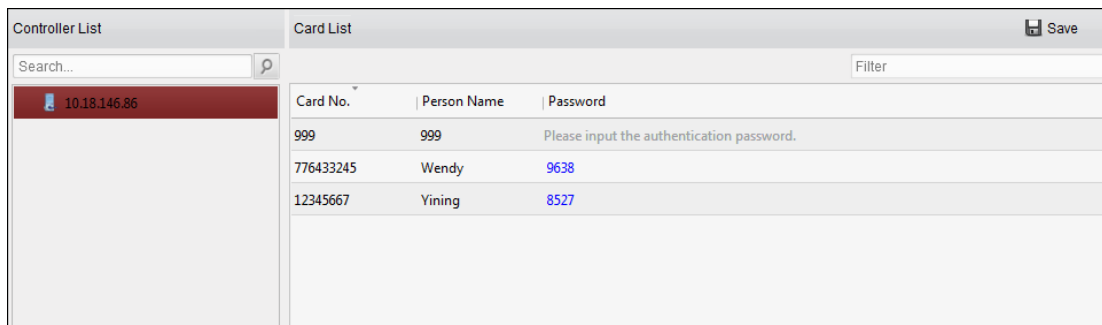 Controller List Card List Save
Search... Filter
10.18.146.86 Card No. Person Name Password
999 999 Please input the authentication password.
776433245 Wendy 9638
12345667 Yining 8527